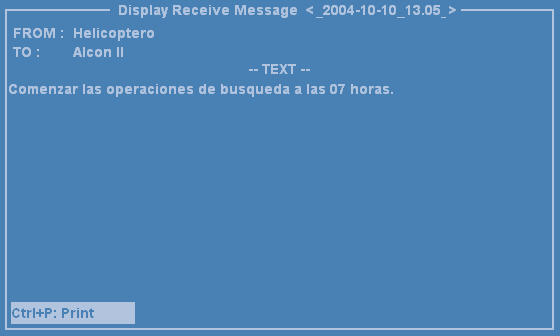 Display Receive Message <_2004-10-10_13.05_>
FROM : Helicoptero
TO : Alcon II
-- TEXT --
Comenzar las operaciones de busqueda a las 07 horas.
Ctrl+P: Print